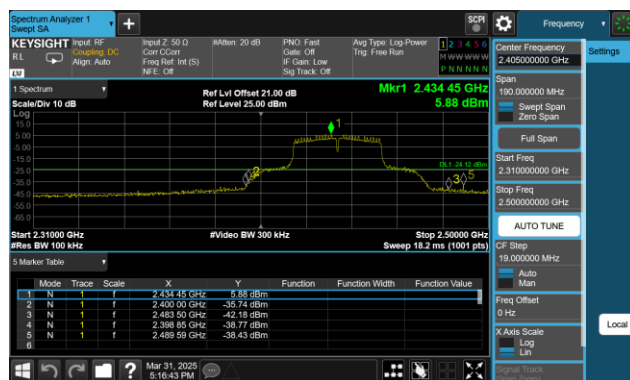 Spectrum Analyzer 1
Swept SA
+
SCPI
Frequency
KEYSIGHT Input: RF Input Z: 50 Ω #Atten: 20 dB PNO: Fast Avg Type: Log-Power 1 2 3 4 5 6
RL Coupling: DC Corr CCorr Gate: Off Trig: Free Run M W W W W W
Align: Auto Freq Ref: Int (S) IF Gain: Low P N N N N N
LXI NFE: Off Sig Track: Off
1 Spectrum
Ref Lvl Offset 21.00 dB Mkr1 2.434 45 GHz
Scale/Div 10 dB Ref Level 25.00 dBm 5.88 dBm
Log
15.0
5.00
-5.00
-15.0
-25.0
-35.0
-45.0
-55.0
-65.0
1
2
3
5
DL1 -24.12 dBm
Start 2.31000 GHz #Video BW 300 kHz Stop 2.50000 GHz
#Res BW 100 kHz Sweep 18.2 ms (1001 pts)
5 Marker Table
Mode Trace Scale X Y Function Function Width Function Value
1 N 1 f 2.434 45 GHz 5.88 dBm
2 N 1 f 2.400 00 GHz -35.74 dBm
3 N 1 f 2.483 50 GHz -42.18 dBm
4 N 1 f 2.398 85 GHz -38.77 dBm
5 N 1 f 2.489 59 GHz -38.43 dBm
6
?
Mar 31, 2025
5:16:43 PM
Center Frequency
2.405000000 GHz
Settings
Span
190.000000 MHz
Swept Span
Zero Span
Full Span
Start Freq
2.310000000 GHz
Stop Freq
2.500000000 GHz
AUTO TUNE
CF Step
19.000000 MHz
Auto
Man
Freq Offset
0 Hz
Local
X Axis Scale
Log
Lin
Signal Track